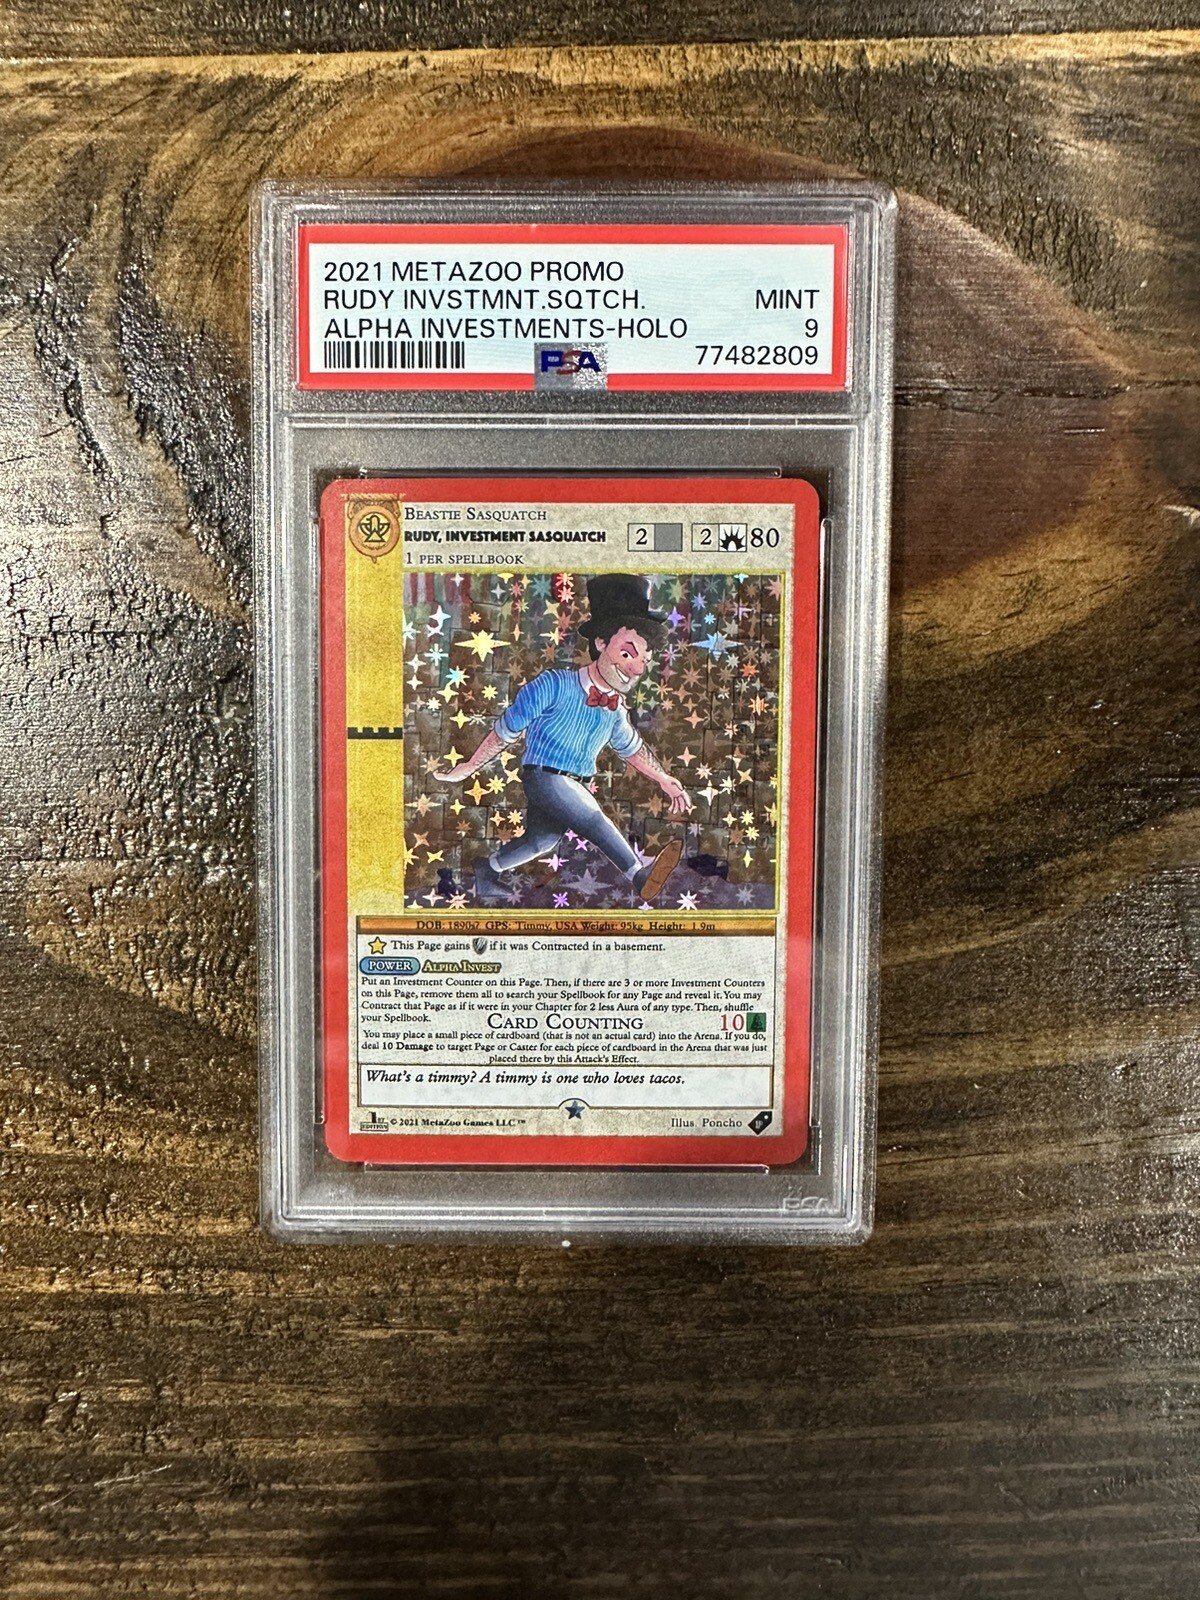 2021 METAZOO PROMO
RUDY INVSTMNT.SQTCH. MINT
ALPHA INVESTMENTS-HOLO 9
PSA 77482809
BEASTIE SASQUATCH
RUDY, INVESTMENT SASQUATCH 2 2 80
1 PER SPELLBOOK
DOB: 1890s? GPS: Timmy, USA Weight: 95kg Height: 1.9m
This Page gains if it was Contracted in a basement.
POWER ALPHA INVEST
Put an Investment Counter on this Page. Then, if there are 3 or more Investment Counters
on this Page, remove them all to search your Spellbook for any Page and reveal it. You may
Contract that Page as if it were in your Chapter for 2 less Aura of any type. Then, shuffle
your Spellbook.
CARD COUNTING 10
You may place a small piece of cardboard (that is not an actual card) into the Arena. If you do,
deal 10 Damage to target Page or Caster for each piece of cardboard in the Arena that was just
placed there by this Attack's Effect.
What's a timmy? A timmy is one who loves tacos.
1ST EDITION © 2021 MetaZoo Games LLC™ Illus. Poncho
PSA